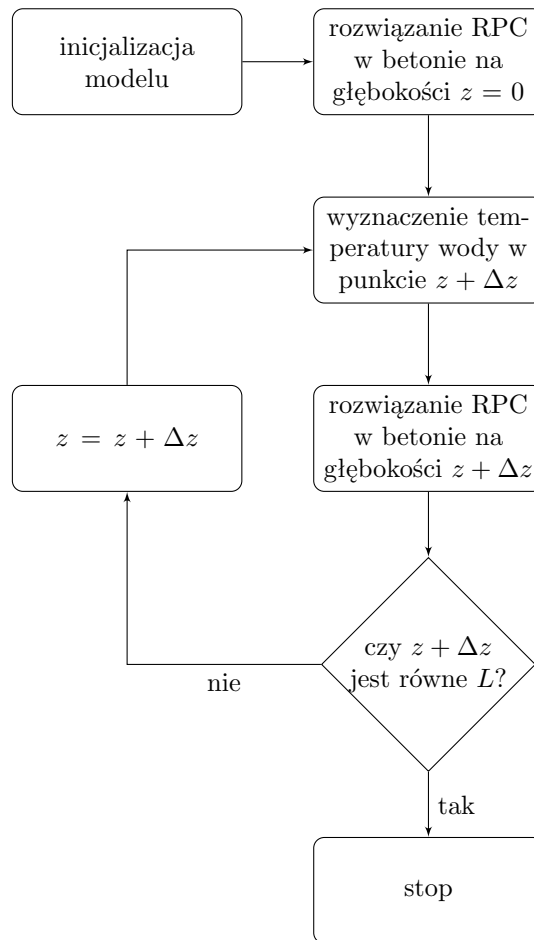 inicjalizacja
modelu
rozwiązanie RPC
w betonie na
głębokości z = 0
wyznaczenie tem-
peratury wody w
punkcie z + Δz
rozwiązanie RPC
w betonie na
głębokości z + Δz
z = z + Δz
czy z + Δz
jest równe L?
nie
tak
stop